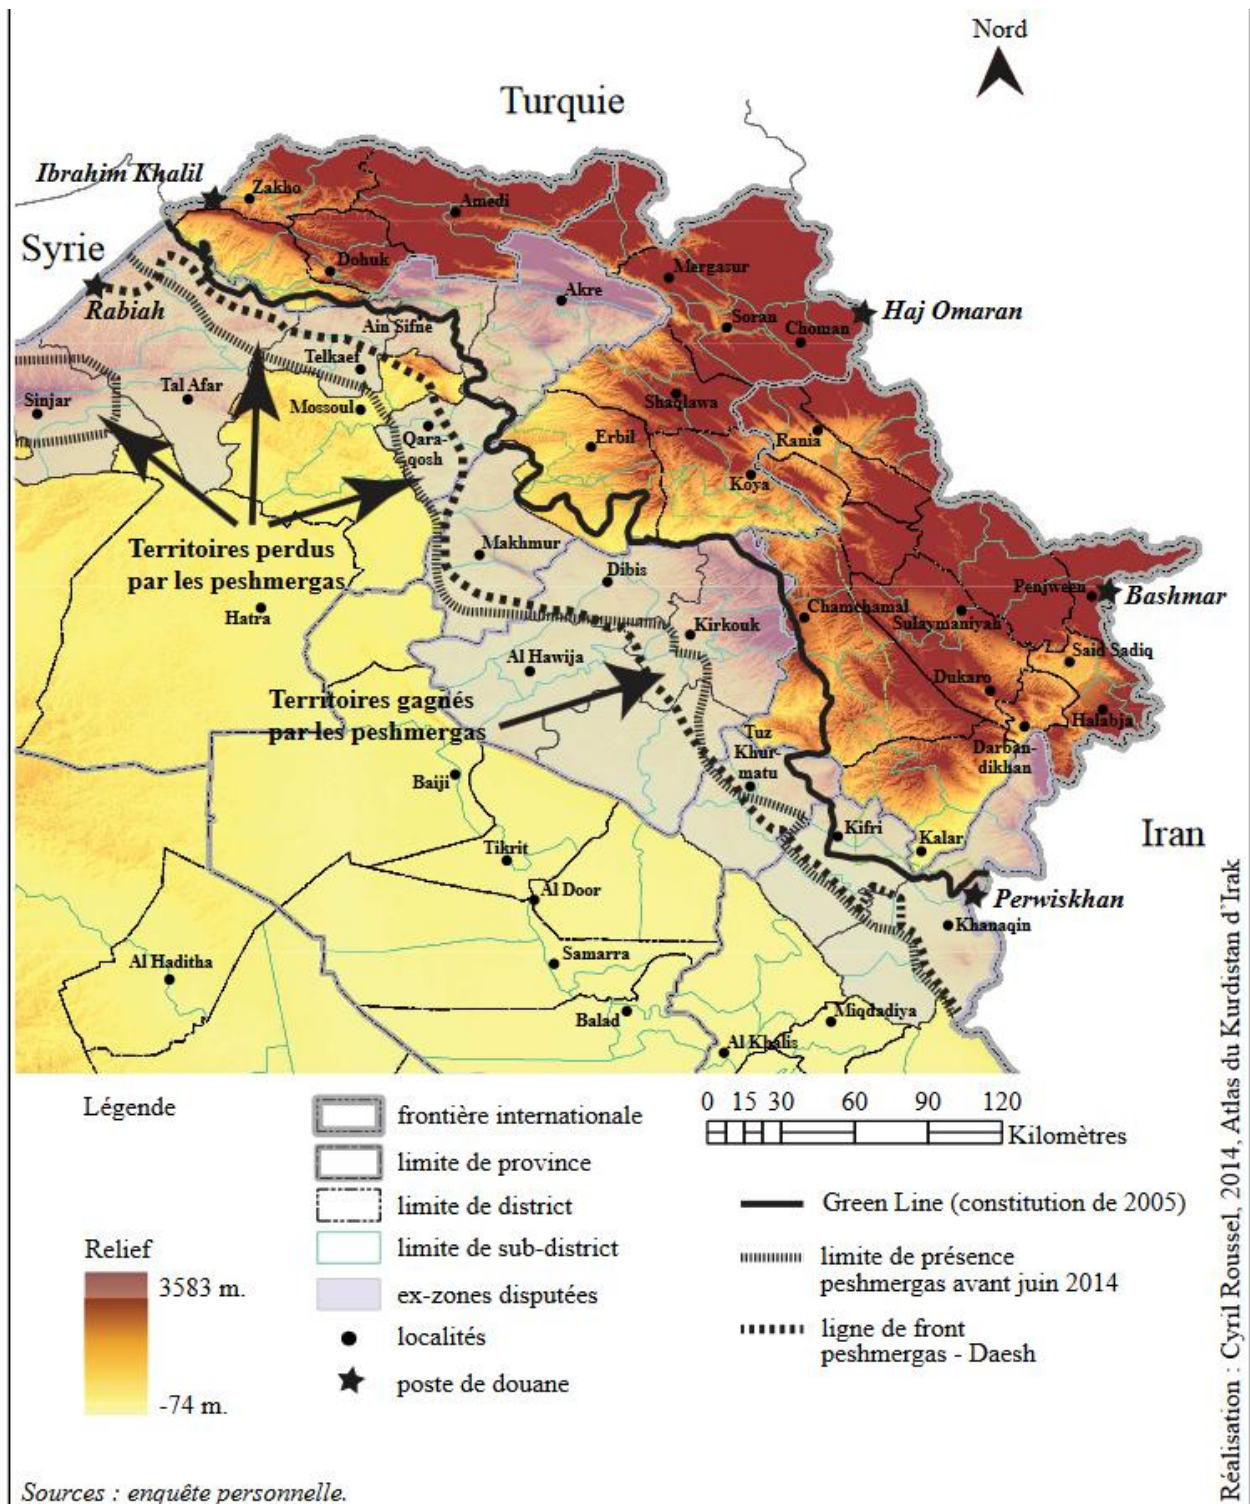 Nord
Turquie
Ibrahim Khalil
Zakho
Amedi
Syrie
Dohuk
Mergasur
Rabiah
Akre
Haj Omaran
Ain Sifne
Soran
Choman
Telkaef
Tal Afar
Sinjar
Mossoul
Shaqlawa
Qara-
qosh
Erbil
Rania
Koya
Territoires perdus
par les peshmergas
Makhmur
Dibis
Hatra
Chamchamal
Penjween
Bashmar
Sulaymaniyah
Kirkouk
Al Hawija
Said Sadiq
Dukaro
Territoires gagnés
par les peshmergas
Halabja
Tuz
Khur-
matu
Darban-
dikhan
Baiji
Kifri
Kalar
Iran
Tikrit
Al Door
Perwiskhan
Khanaqin
Samarra
Al Haditha
Balad
Miqdadiya
Al Khalis
Légende
frontière internationale
limite de province
limite de district
limite de sub-district
ex-zones disputées
localités
poste de douane
Relief
3583 m.
-74 m.
0 15 30 60 90 120
Kilomètres
Green Line (constitution de 2005)
limite de présence
peshmergas avant juin 2014
ligne de front
peshmergas - Daesh
Réalisation : Cyril Roussel, 2014, Atlas du Kurdistan d`Irak
Sources : enquête personnelle.